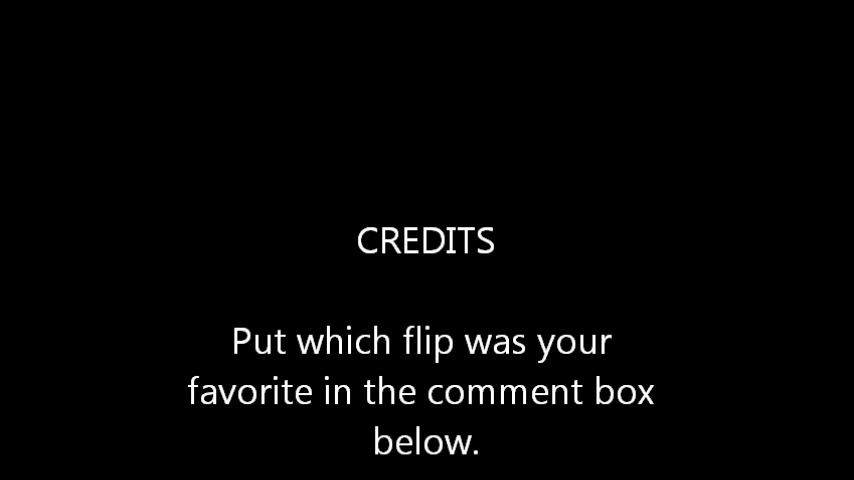 CREDITS
Put which flip was your
favorite in the comment box
below.